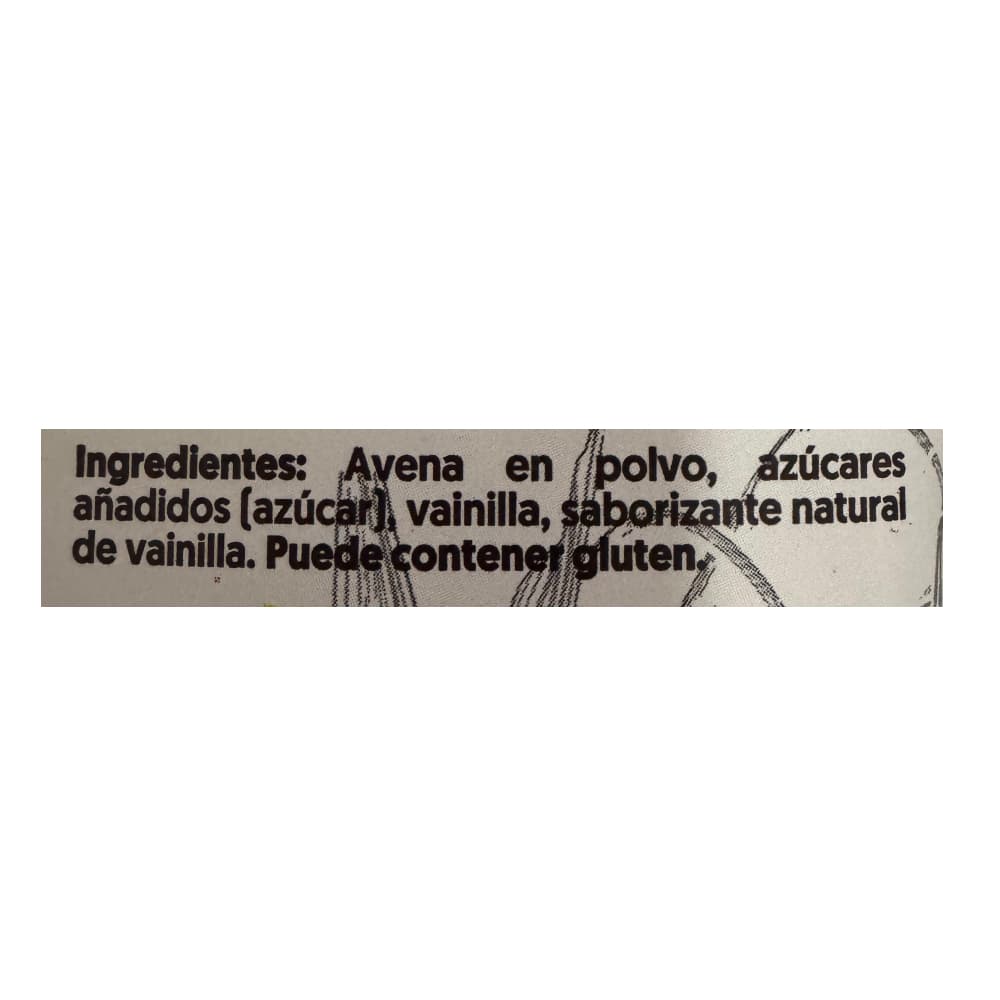 Ingredientes: Avena en polvo, azúcares
añadidos (azúcar), vainilla, saborizante natural
de vainilla. Puede contener gluten.